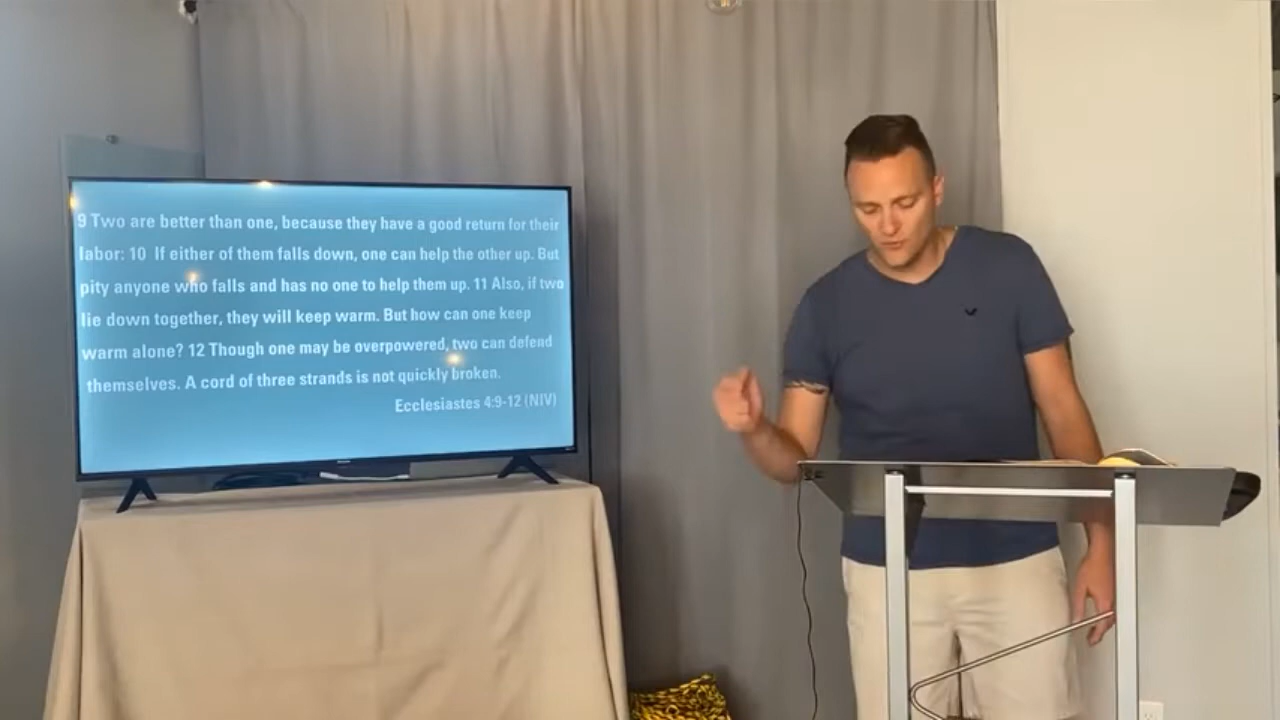 9 Two are better than one, because they have a good return for their
labor: 10 If either of them falls down, one can help the other up. But
pity anyone who falls and has no one to help them up. 11 Also, if two
lie down together, they will keep warm. But how can one keep
warm alone? 12 Though one may be overpowered, two can defend
themselves. A cord of three strands is not quickly broken.
Ecclesiastes 4:9-12 (NIV)